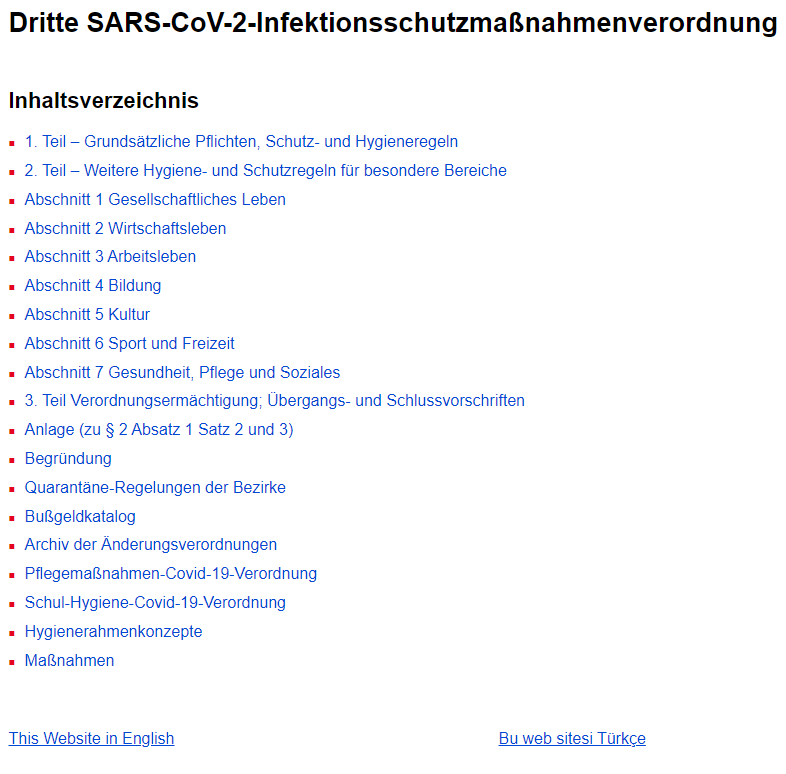 Dritte SARS-CoV-2-Infektionsschutzmaßnahmenverordnung
Inhaltsverzeichnis
1. Teil – Grundsätzliche Pflichten, Schutz- und Hygieneregeln
2. Teil – Weitere Hygiene- und Schutzregeln für besondere Bereiche
Abschnitt 1 Gesellschaftliches Leben
Abschnitt 2 Wirtschaftsleben
Abschnitt 3 Arbeitsleben
Abschnitt 4 Bildung
Abschnitt 5 Kultur
Abschnitt 6 Sport und Freizeit
Abschnitt 7 Gesundheit, Pflege und Soziales
3. Teil Verordnungsermächtigung; Übergangs- und Schlussvorschriften
Anlage (zu § 2 Absatz 1 Satz 2 und 3)
Begründung
Quarantäne-Regelungen der Bezirke
Bußgeldkatalog
Archiv der Änderungsverordnungen
Pflegemaßnahmen-Covid-19-Verordnung
Schul-Hygiene-Covid-19-Verordnung
Hygienerahmenkonzepte
Maßnahmen
This Website in English
Bu web sitesi Türkçe